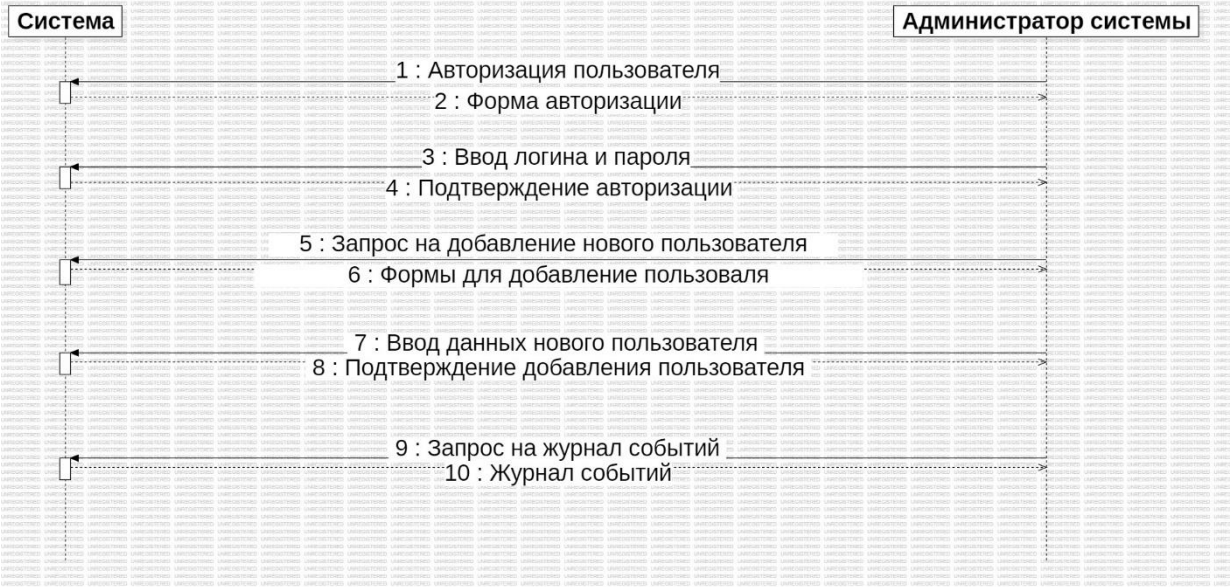 Система
Администратор системы
1 : Авторизация пользователя
2 : Форма авторизации
3 : Ввод логина и пароля
4 : Подтверждение авторизации
5 : Запрос на добавление нового пользователя
6 : Формы для добавление пользоваля
7 : Ввод данных нового пользователя
8 : Подтверждение добавления пользователя
9 : Запрос на журнал событий
10 : Журнал событий